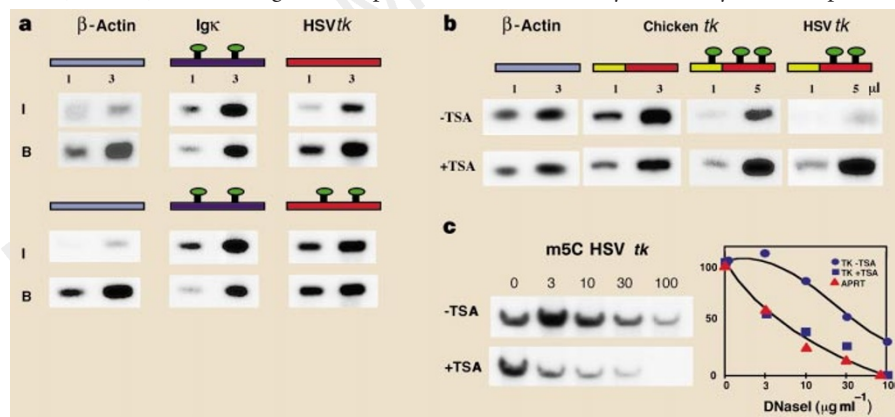 a
β-Actin Igκ HSVtk
1 3 1 3 1 3
I
B
I
B
b
β-Actin Chicken tk HSV tk
1 3 1 3 1 5 1 5 μl
-TSA
+TSA
c
m5C HSV tk
0 3 10 30 100
-TSA
+TSA
100
50
0
TK -TSA
TK +TSA
APRT
0 3 10 30 100
DNaseI (μg ml⁻¹)